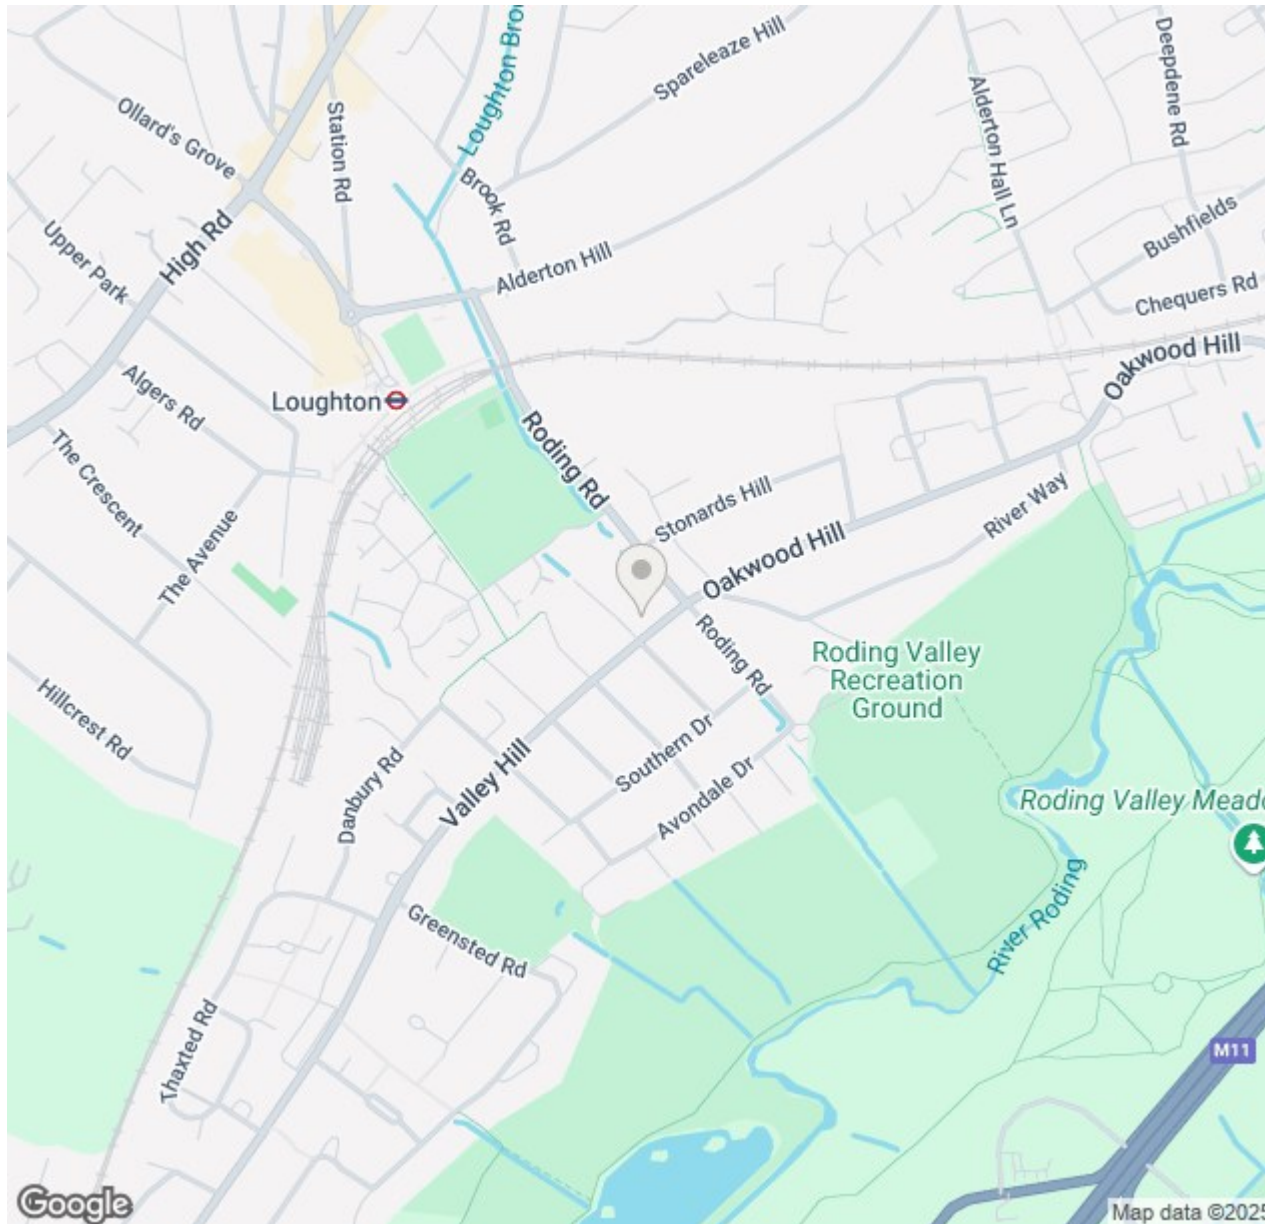 Loughton Bro
Spareleaze Hill
Deepdene Rd
Ollard's Grove
Station Rd
Alderton Hall Ln
Brook Rd
Bushfields
High Rd
Upper Park
Alderton Hill
Chequers Rd
Oakwood Hill
Algers Rd
Loughton
Roding Rd
The Crescent
Stonards Hill
River Way
The Avenue
Oakwood Hill
Roding Rd
Roding Valley
Recreation
Ground
Hillcrest Rd
Southern Dr
Danbury Rd
Valley Hill
Avondale Dr
Roding Valley Meado
River Roding
Greensted Rd
Thaxted Rd
M11
Google
Map data ©2025